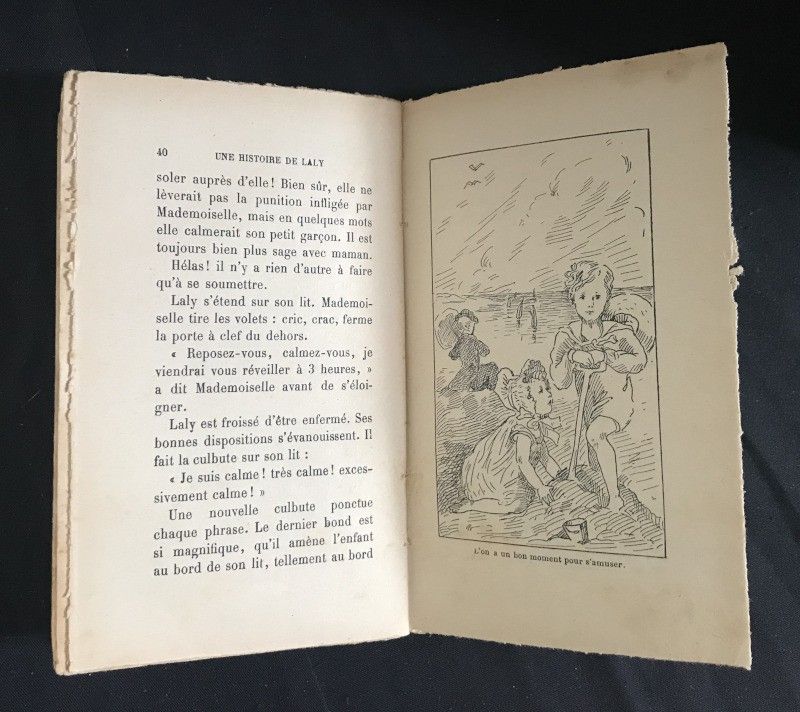 40
UNE HISTOIRE DE LALY
soler auprès d'elle ! Bien sûr, elle ne
lèverait pas la punition infligée par
Mademoiselle, mais en quelques mots
elle calmerait son petit garçon. Il est
toujours bien plus sage avec maman.
Hélas ! il n'y a rien d'autre à faire
qu'à se soumettre.
Laly s'étend sur son lit. Mademoi-
selle tire les volets : cric, crac, ferme
la porte à clef du dehors.
« Reposez-vous, calmez-vous, je
viendrai vous réveiller à 3 heures, »
a dit Mademoiselle avant de s'éloi-
gner.
Laly est froissé d'être enfermé. Ses
bonnes dispositions s'évanouissent. Il
fait la culbute sur son lit :
« Je suis calme ! très calme ! exces-
sivement calme ! »
Une nouvelle culbute ponctue
chaque phrase. Le dernier bond est
si magnifique, qu'il amène l'enfant
au bord de son lit, tellement au bord
L'on a un bon moment pour s'amuser.